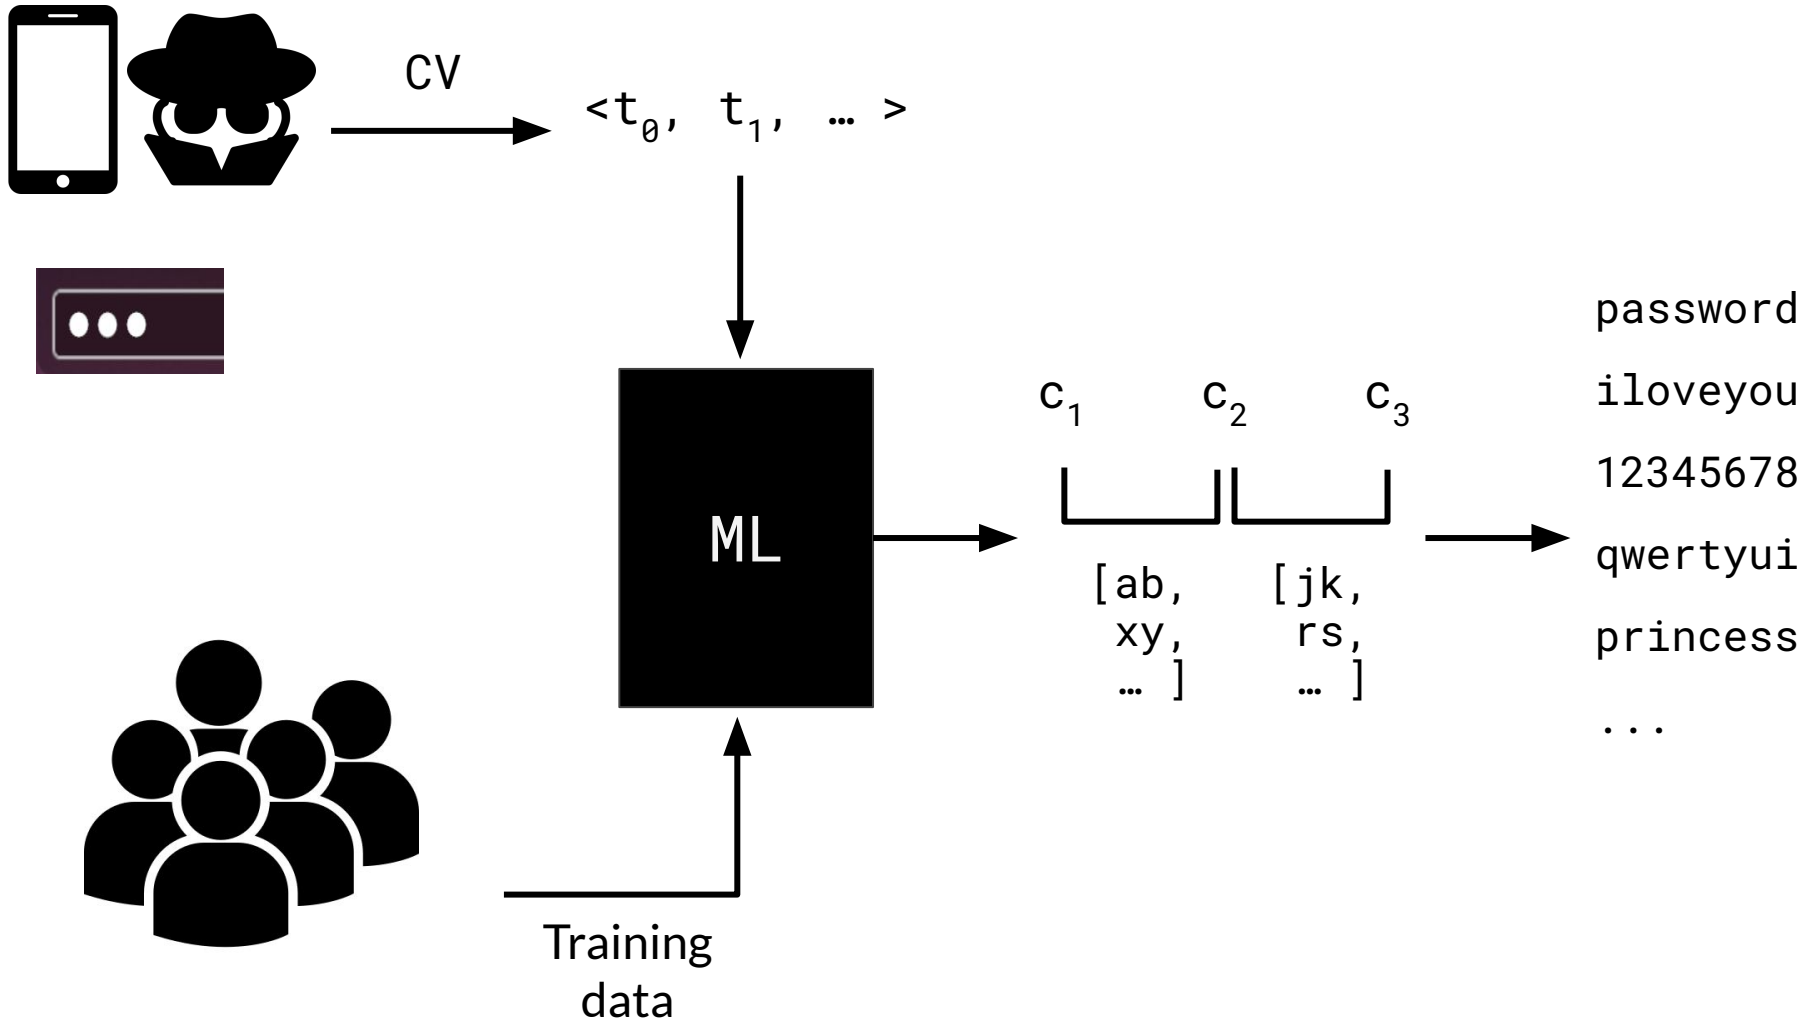 CV
<t0, t1, … >
ML
Training
data
c1 c2 c3
[ab, [jk,
xy, rs,
… ] … ]
password
iloveyou
12345678
qwertyui
princess
...